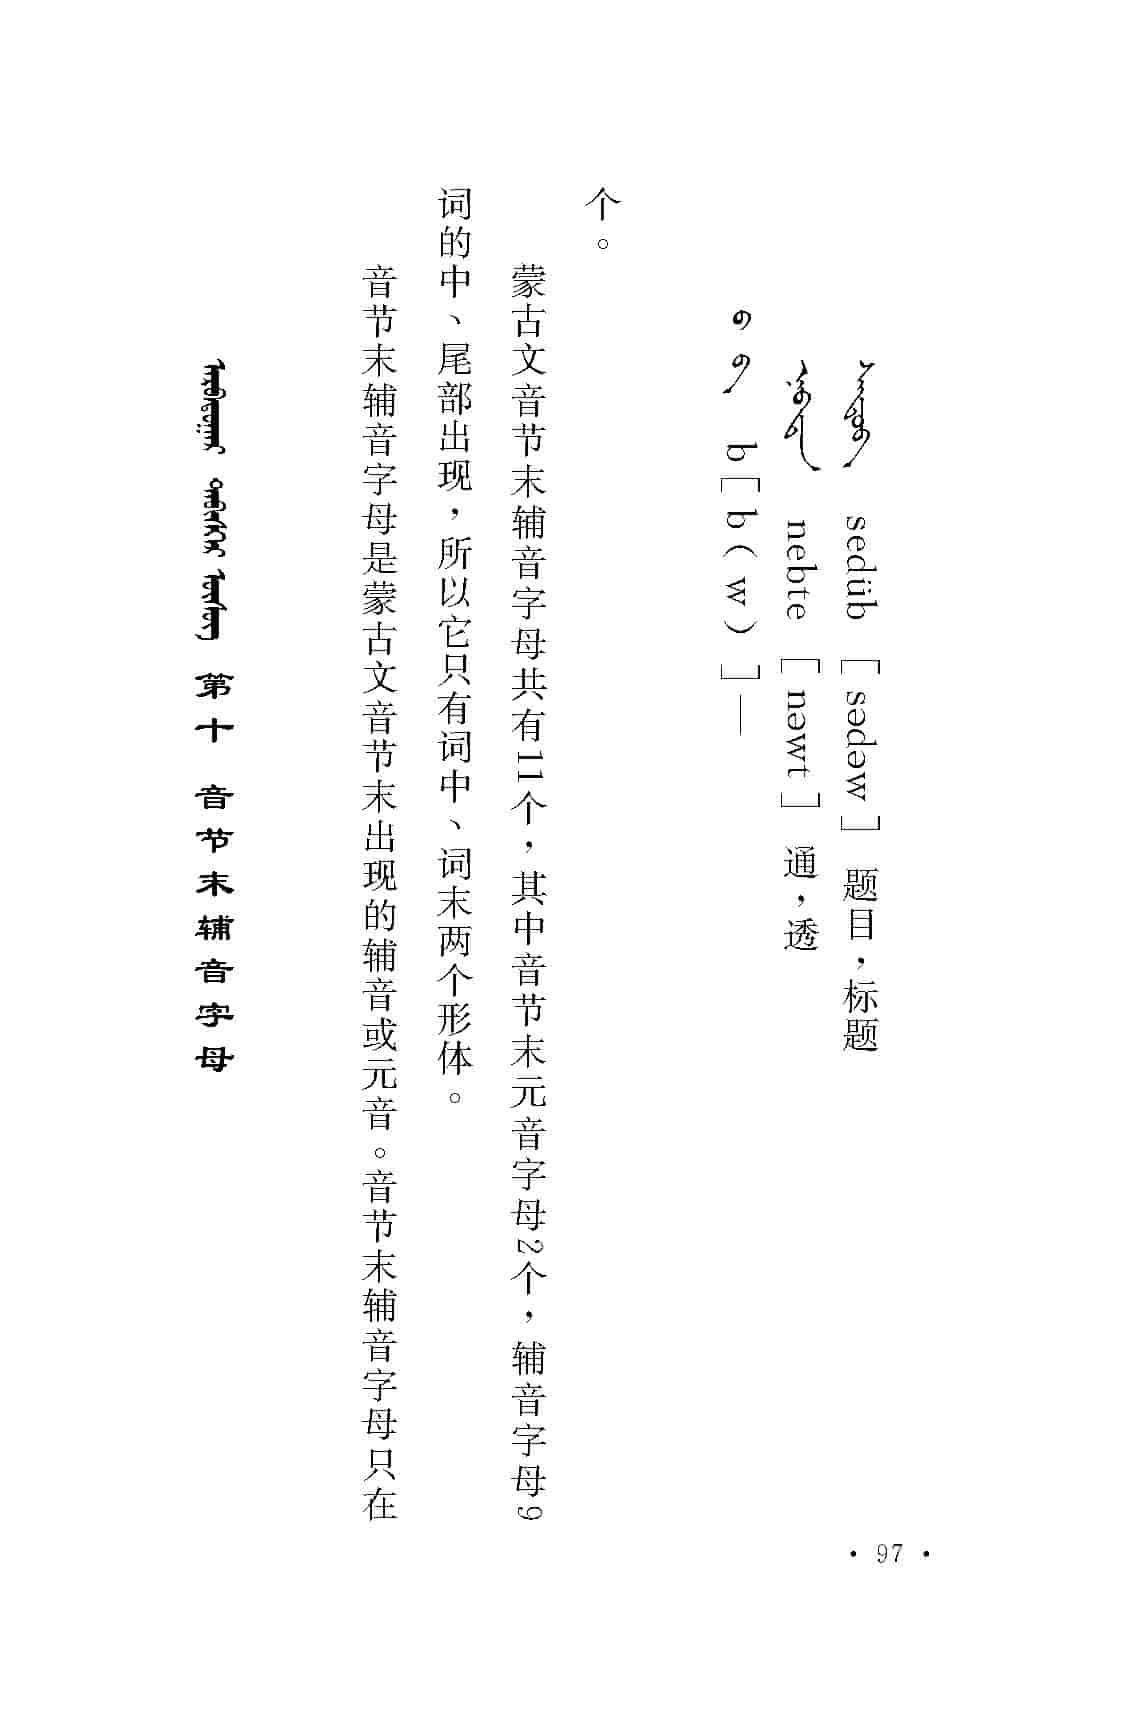 第十 音节末辅音字母
音节末辅音字母是蒙古文音节末出现的辅音或元音。音节末辅音字母只在
词的中、尾部出现，所以它只有词中、词末两个形体。
蒙古文音节末辅音字母共有11个，其中音节末元音字母2个，辅音字母9
个。
b［b（w）］—
ᠨᠡᠪᠲᠡ nebte ［nəwt］ 通，透
ᠰᠡᠳᠦᠪ sedüb ［sədəw］ 题目，标题
· 97 ·